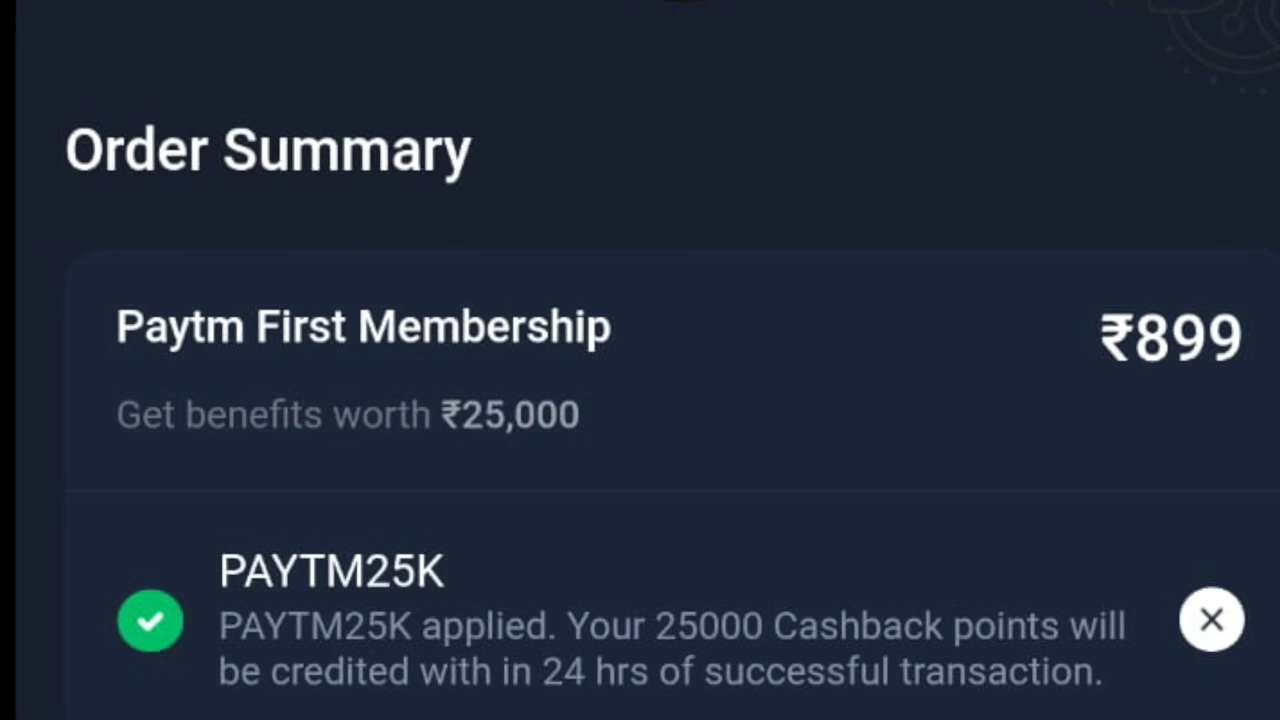 Order Summary
Paytm First Membership
₹899
Get benefits worth ₹25,000
PAYTM25K
PAYTM25K applied. Your 25000 Cashback points will
be credited with in 24 hrs of successful transaction.